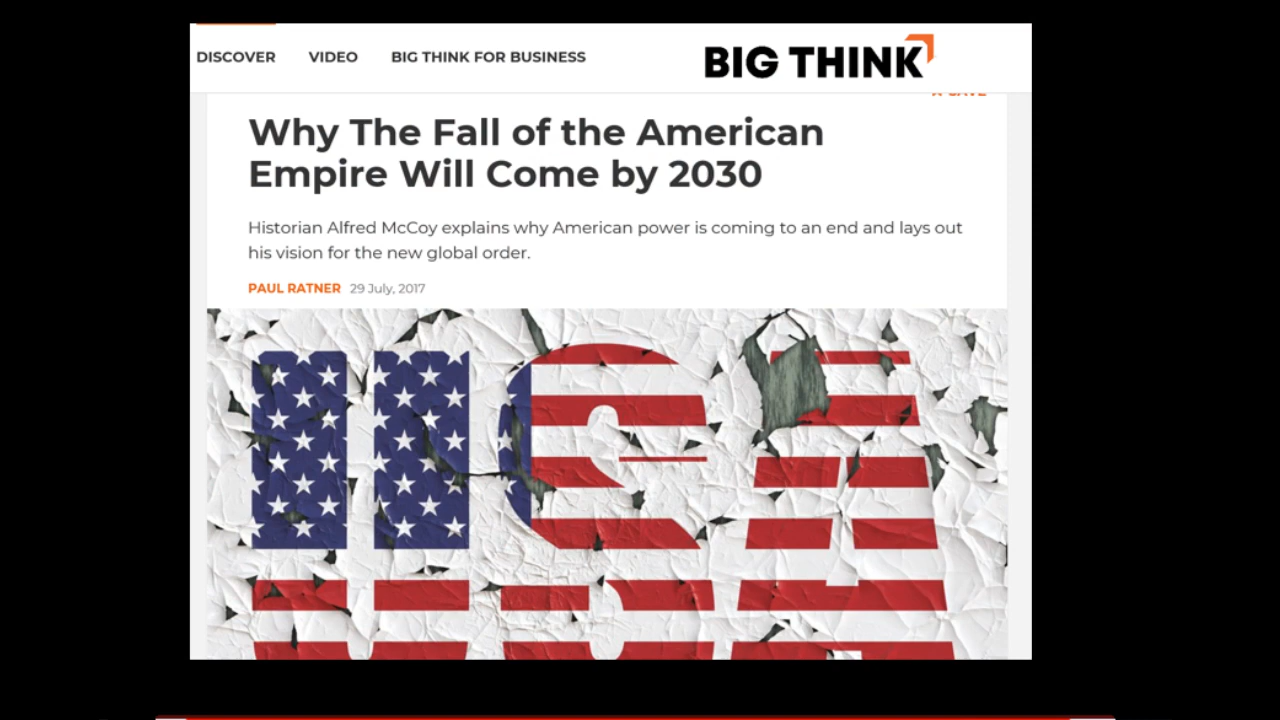 DISCOVER VIDEO BIG THINK FOR BUSINESS BIG THINK
Why The Fall of the American
Empire Will Come by 2030
Historian Alfred McCoy explains why American power is coming to an end and lays out
his vision for the new global order.
PAUL RATNER 29 July, 2017
USA